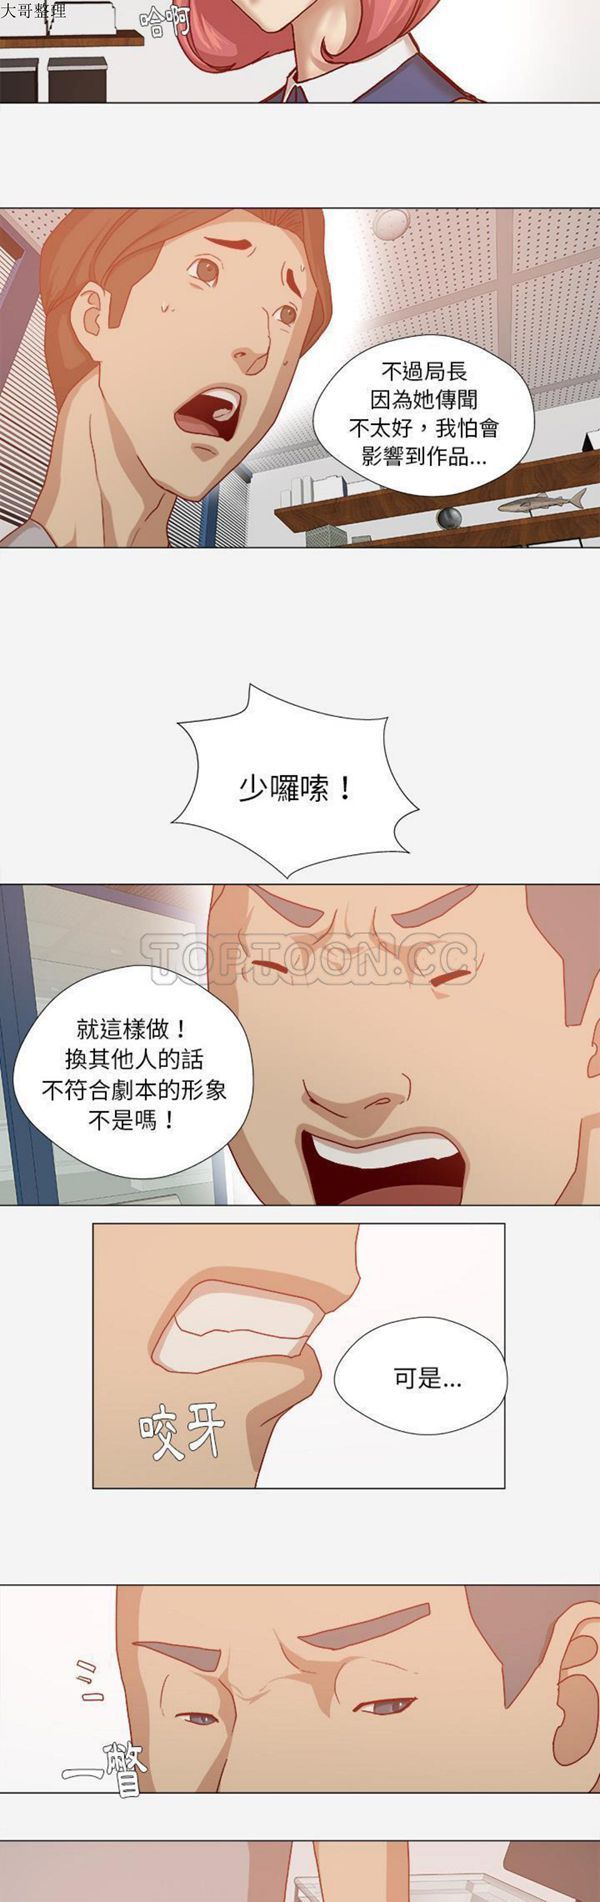 大哥整理
哈啊
不過局長
因為她傳聞
不太好，我怕會
影響到作品...
少囉嗦！
TOPTOON.CC
就這樣做！
換其他人的話
不符合劇本的形象
不是嗎！
可是...
咬牙
一瞥